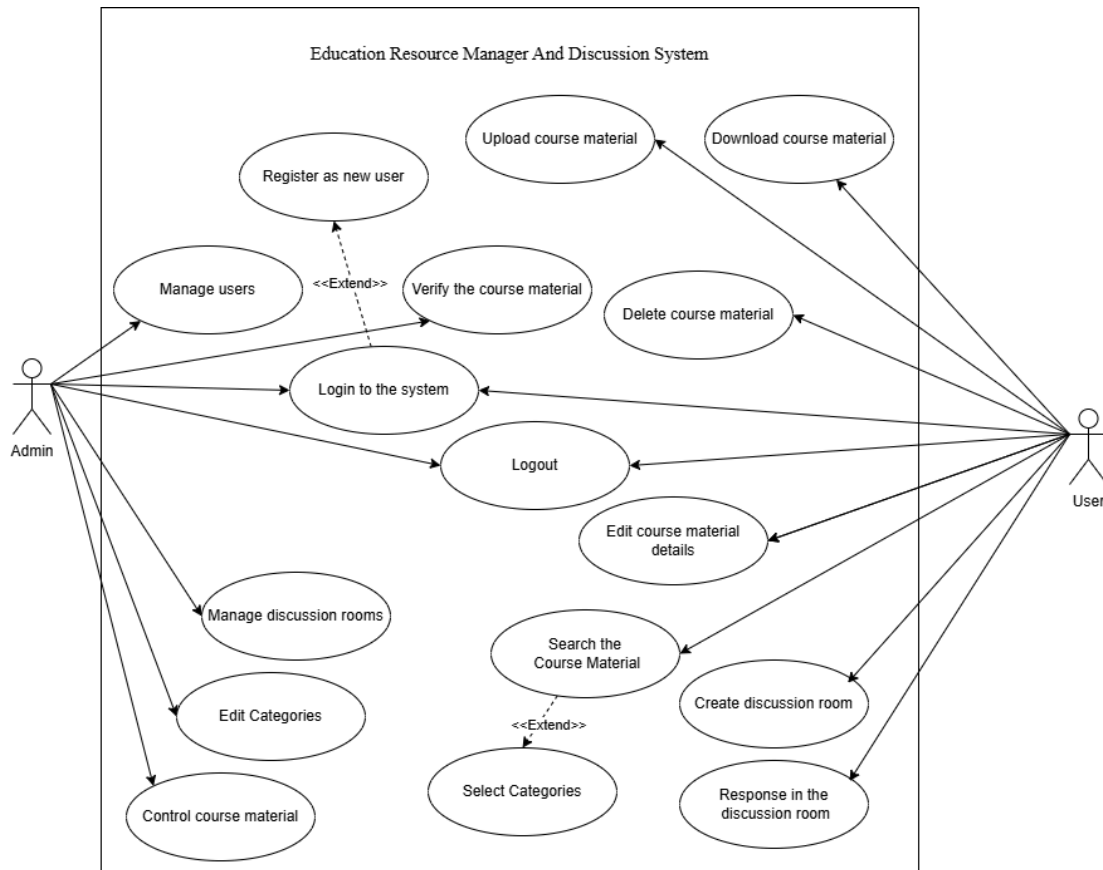 Education Resource Manager And Discussion System
Upload course material
Download course material
Register as new user
Manage users
<<Extend>>
Verify the course material
Delete course material
Login to the system
Admin
Logout
User
Edit course material
details
Manage discussion rooms
Search the
Course Material
Create discussion room
Edit Categories
<<Extend>>
Select Categories
Response in the
discussion room
Control course material